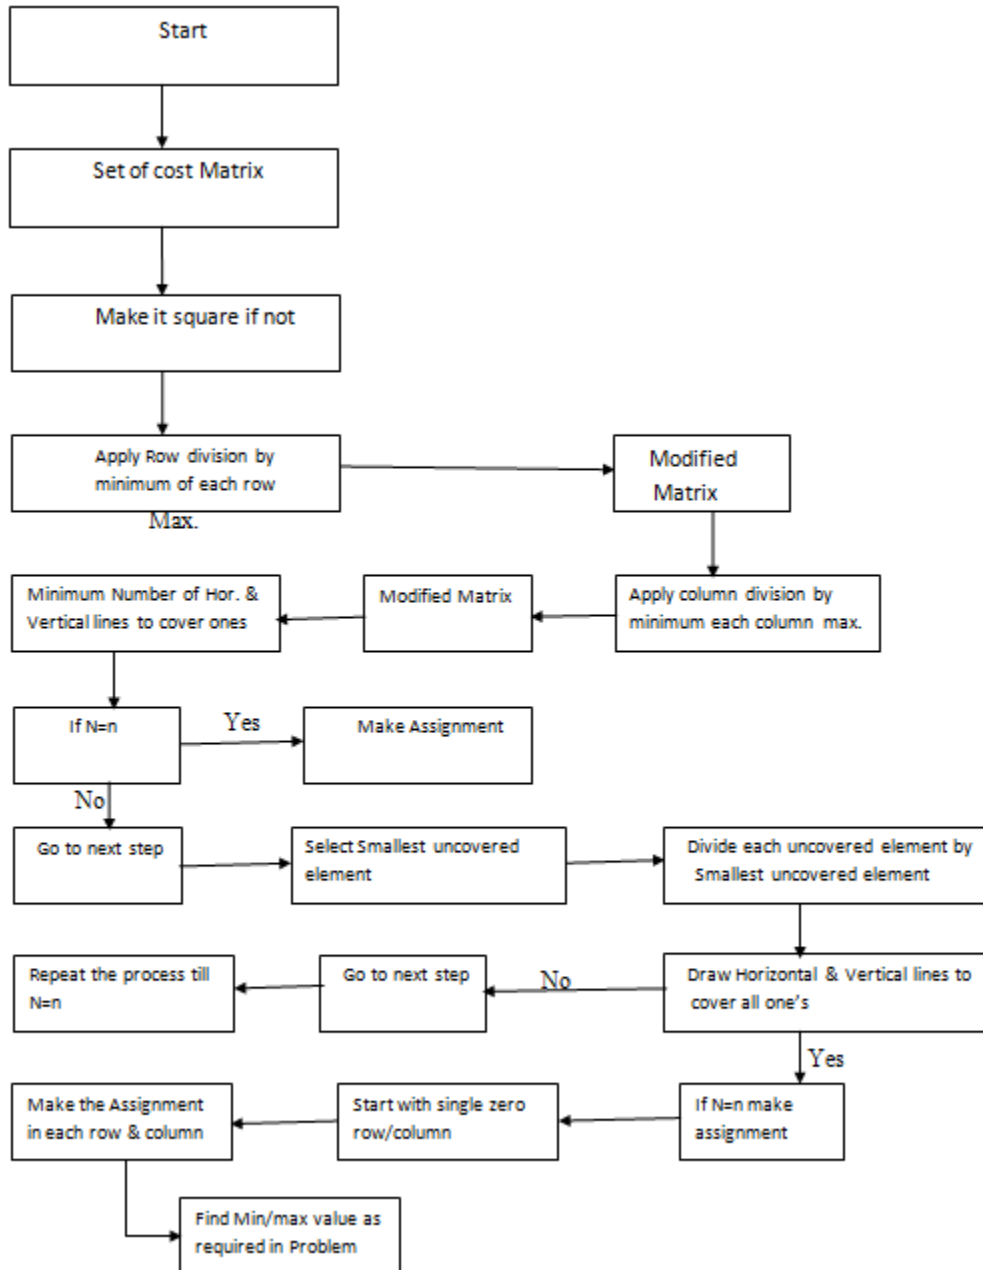 Start
Set of cost Matrix
Make it square if not
Apply Row division by
minimum of each row
Max.
Modified
Matrix
Minimum Number of Hor. &
Vertical lines to cover ones
Modified Matrix
Apply column division by
minimum each column max.
If N=n
Yes
Make Assignment
No
Go to next step
Select Smallest uncovered
element
Divide each uncovered element by
Smallest uncovered element
Repeat the process till
N=n
Go to next step
No
Draw Horizontal & Vertical lines to
cover all one's
Yes
Make the Assignment
in each row & column
Start with single zero
row/column
If N=n make
assignment
Find Min/max value as
required in Problem